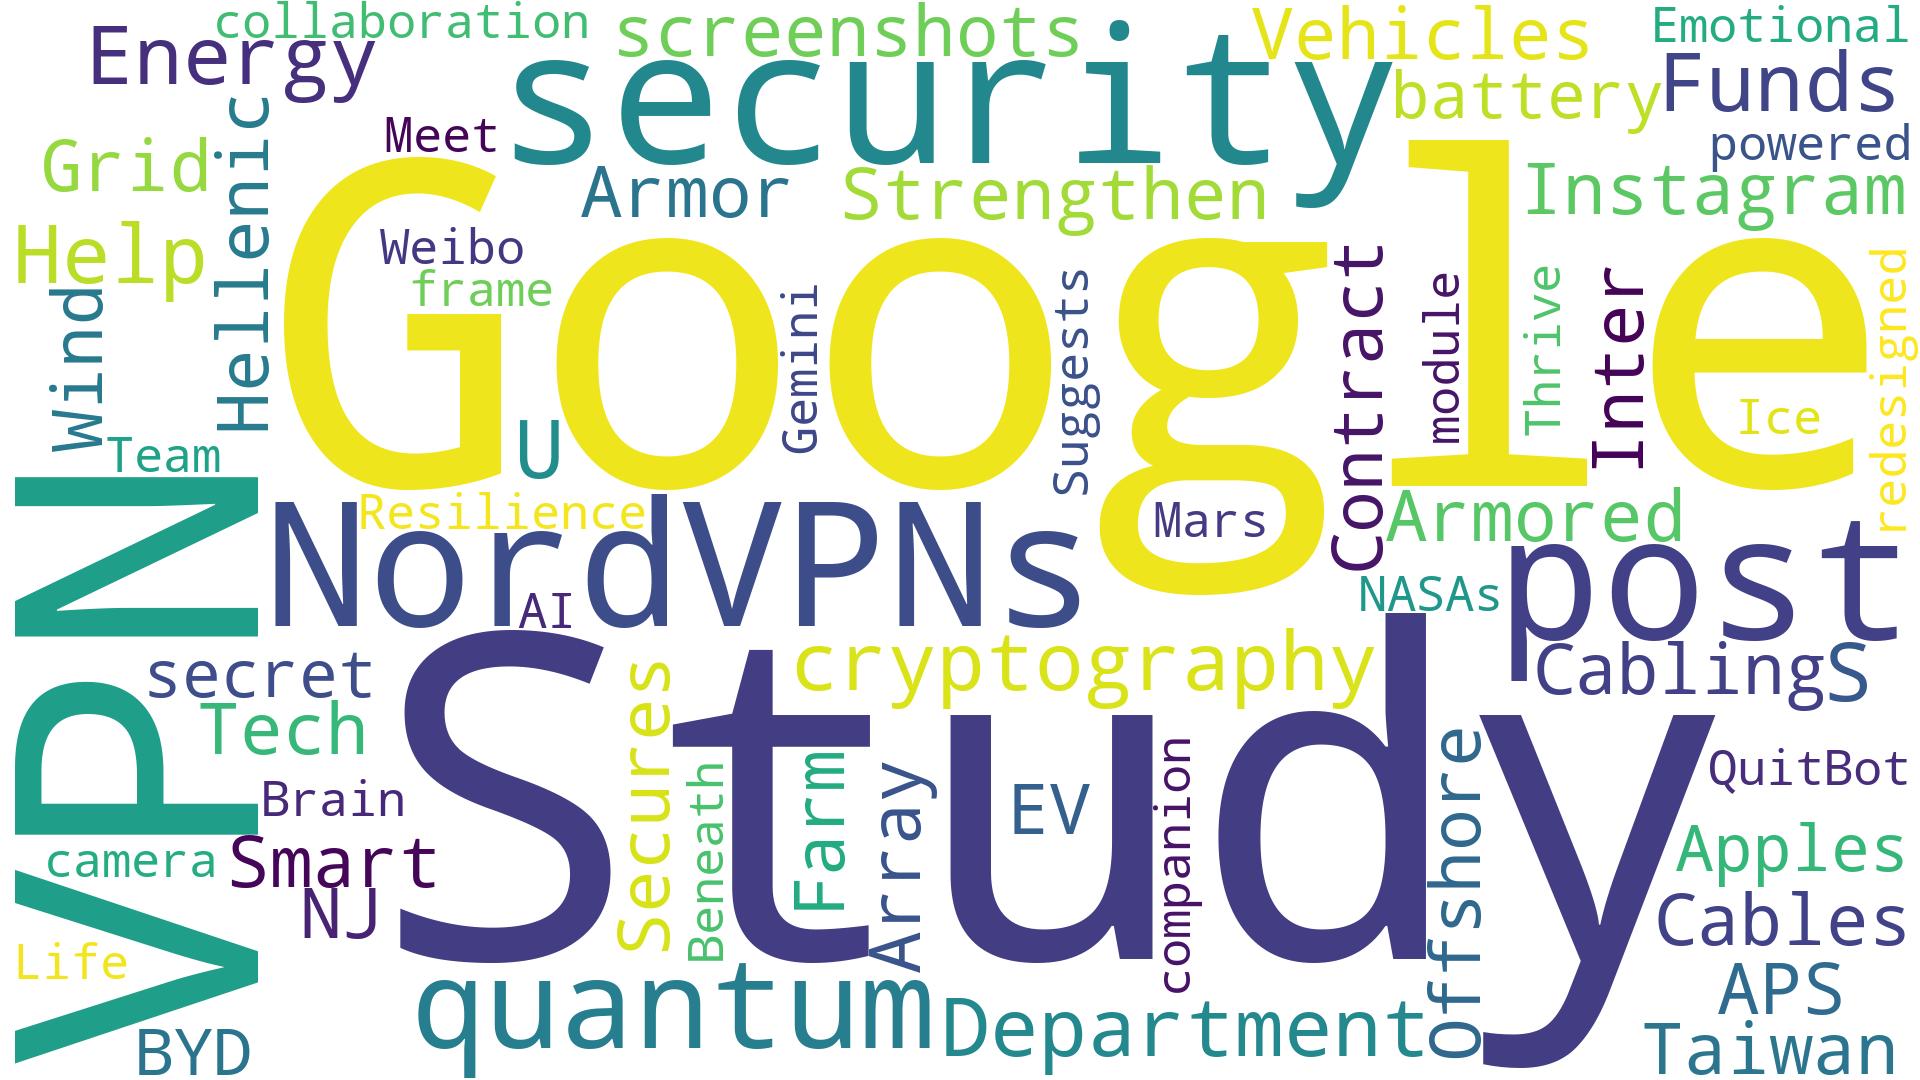 collaboration
Energy
screenshots
security
Vehicles
Emotional
battery
Funds
powered
Meet
Grid
Hellenic
Armor
Strengthen
Instagram
Help
Weibo
frame
Google
Wind
Gemini
Suggests
Contract
module
Thrive
Inter
Ice
redesigned
Team
U
Resilience
NordVPNs
Mars
Armored
post
AI
NASAs
VPN
secret
Study
cryptography
Cabling
S
Tech
Secures
Beneath
Farm
Array
EV
companion
Offshore
QuitBot
Brain
camera
Smart
NJ
Apples
Cables
Life
quantum
Department
APS
BYD
Taiwan